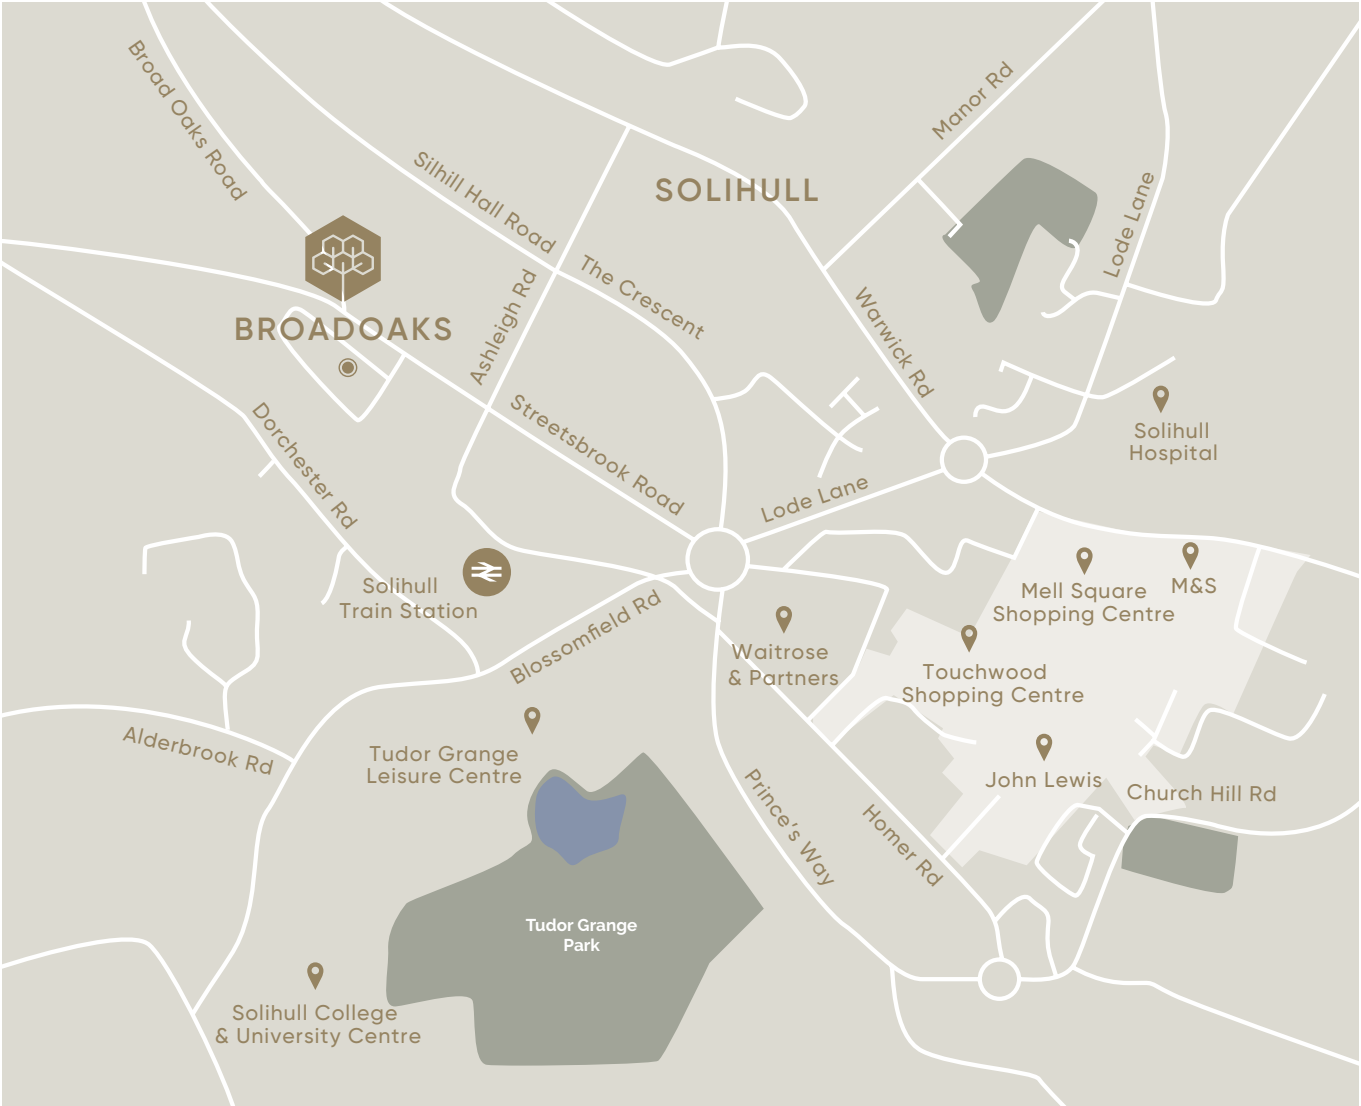 Broad Oaks Road
Manor Rd
Silhill Hall Road
SOLIHULL
Lode Lane
The Crescent
Ashleigh Rd
Warwick Rd
BROADOAKS
Dorchester Rd
Streetsbrook Road
Solihull
Hospital
Lode Lane
Solihull
Train Station
Mell Square
Shopping Centre
M&S
Blossomfield Rd
Waitrose
& Partners
Touchwood
Shopping Centre
Alderbrook Rd
Tudor Grange
Leisure Centre
John Lewis
Church Hill Rd
Prince's Way
Homer Rd
Tudor Grange
Park
Solihull College
& University Centre